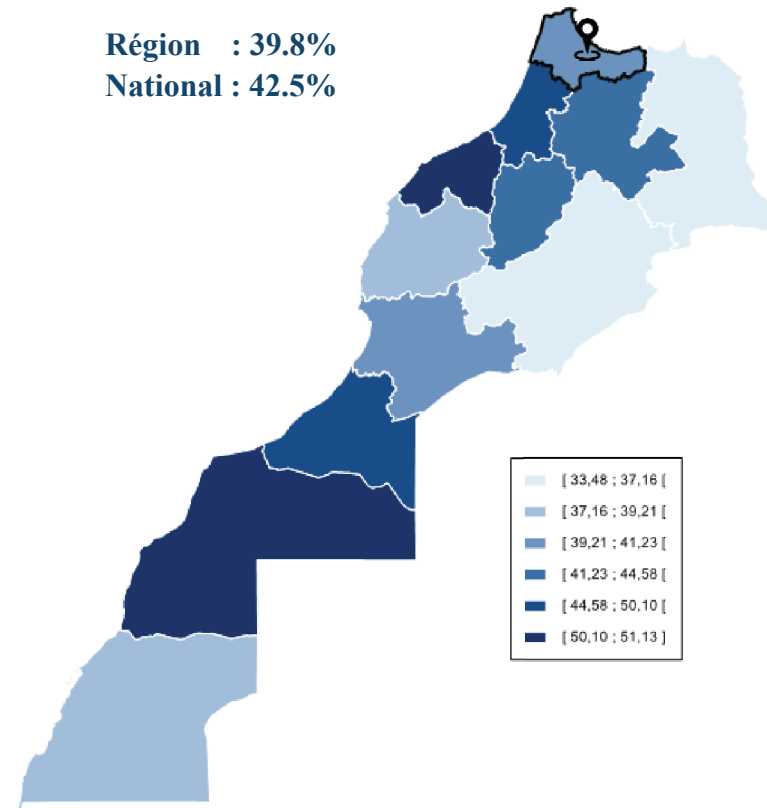 Région : 39.8%
National : 42.5%
[ 33,48 ; 37,16 [
[ 37,16 ; 39,21 [
[ 39,21 ; 41,23 [
[ 41,23 ; 44,58 [
[ 44,58 ; 50,10 [
[ 50,10 ; 51,13 ]